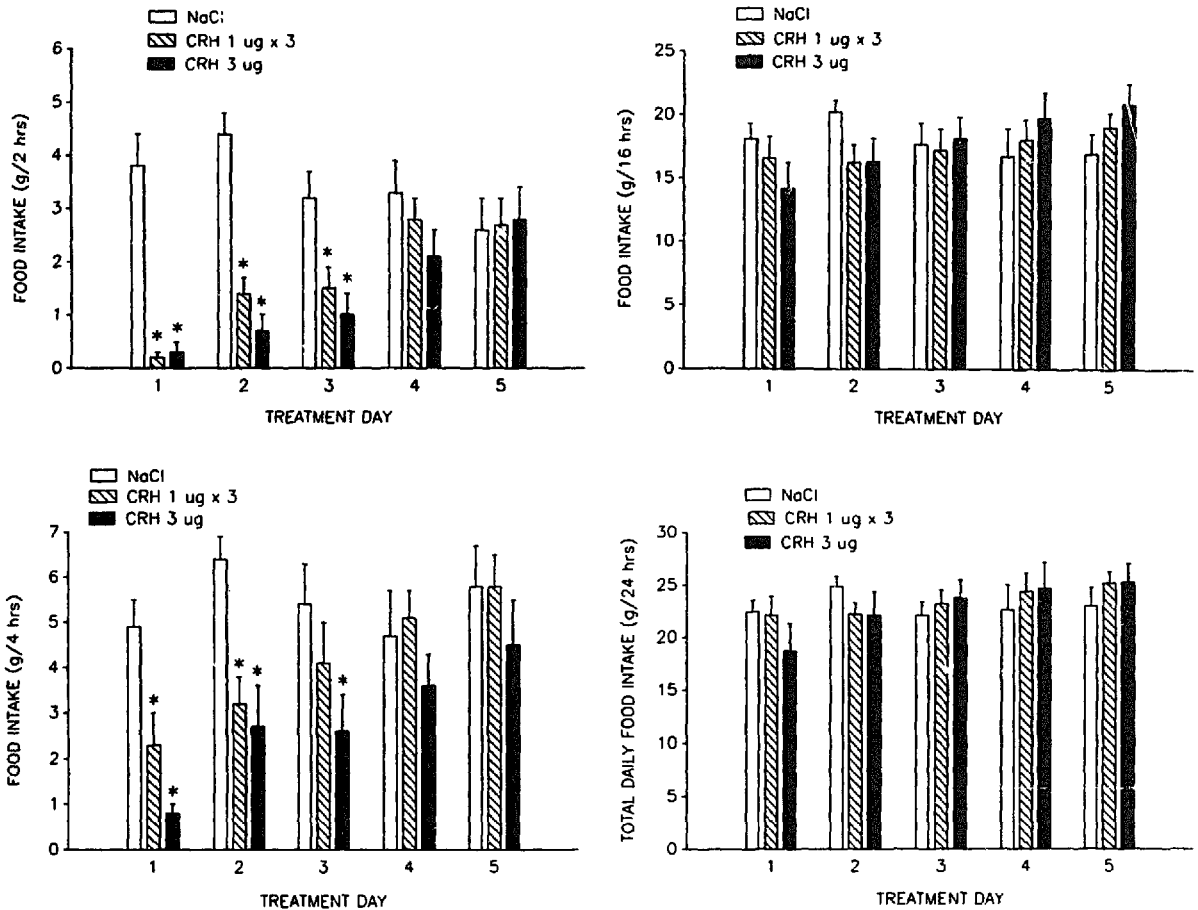 NaCl
CRH 1 ug x 3
CRH 3 ug
FOOD INTAKE (g/2 hrs)
6
5
4
3
2
1
0
* * * * * *
1 2 3 4 5
TREATMENT DAY
NaCl
CRH 1 ug x 3
CRH 3 ug
FOOD INTAKE (g/16 hrs)
25
20
15
10
5
0
1 2 3 4 5
TREATMENT DAY
NaCl
CRH 1 ug x 3
CRH 3 ug
FOOD INTAKE (g/4 hrs)
7
6
5
4
3
2
1
0
* * * * *
1 2 3 4 5
TREATMENT DAY
NaCl
CRH 1 ug x 3
CRH 3 ug
TOTAL DAILY FOOD INTAKE (g/24 hrs)
30
25
20
15
10
5
0
1 2 3 4 5
TREATMENT DAY